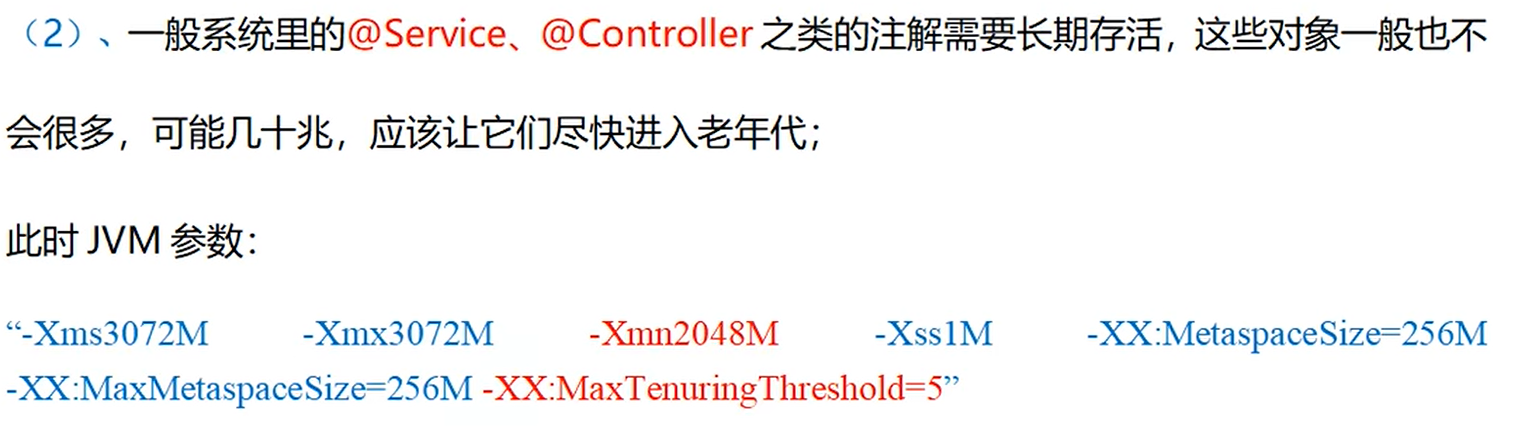 （2）、一般系统里的@Service、@Controller 之类的注解需要长期存活，这些对象一般也不
会很多，可能几十兆，应该让它们尽快进入老年代；
此时 JVM 参数：
“-Xms3072M -Xmx3072M -Xmn2048M -Xss1M -XX:MetaspaceSize=256M
-XX:MaxMetaspaceSize=256M -XX:MaxTenuringThreshold=5”